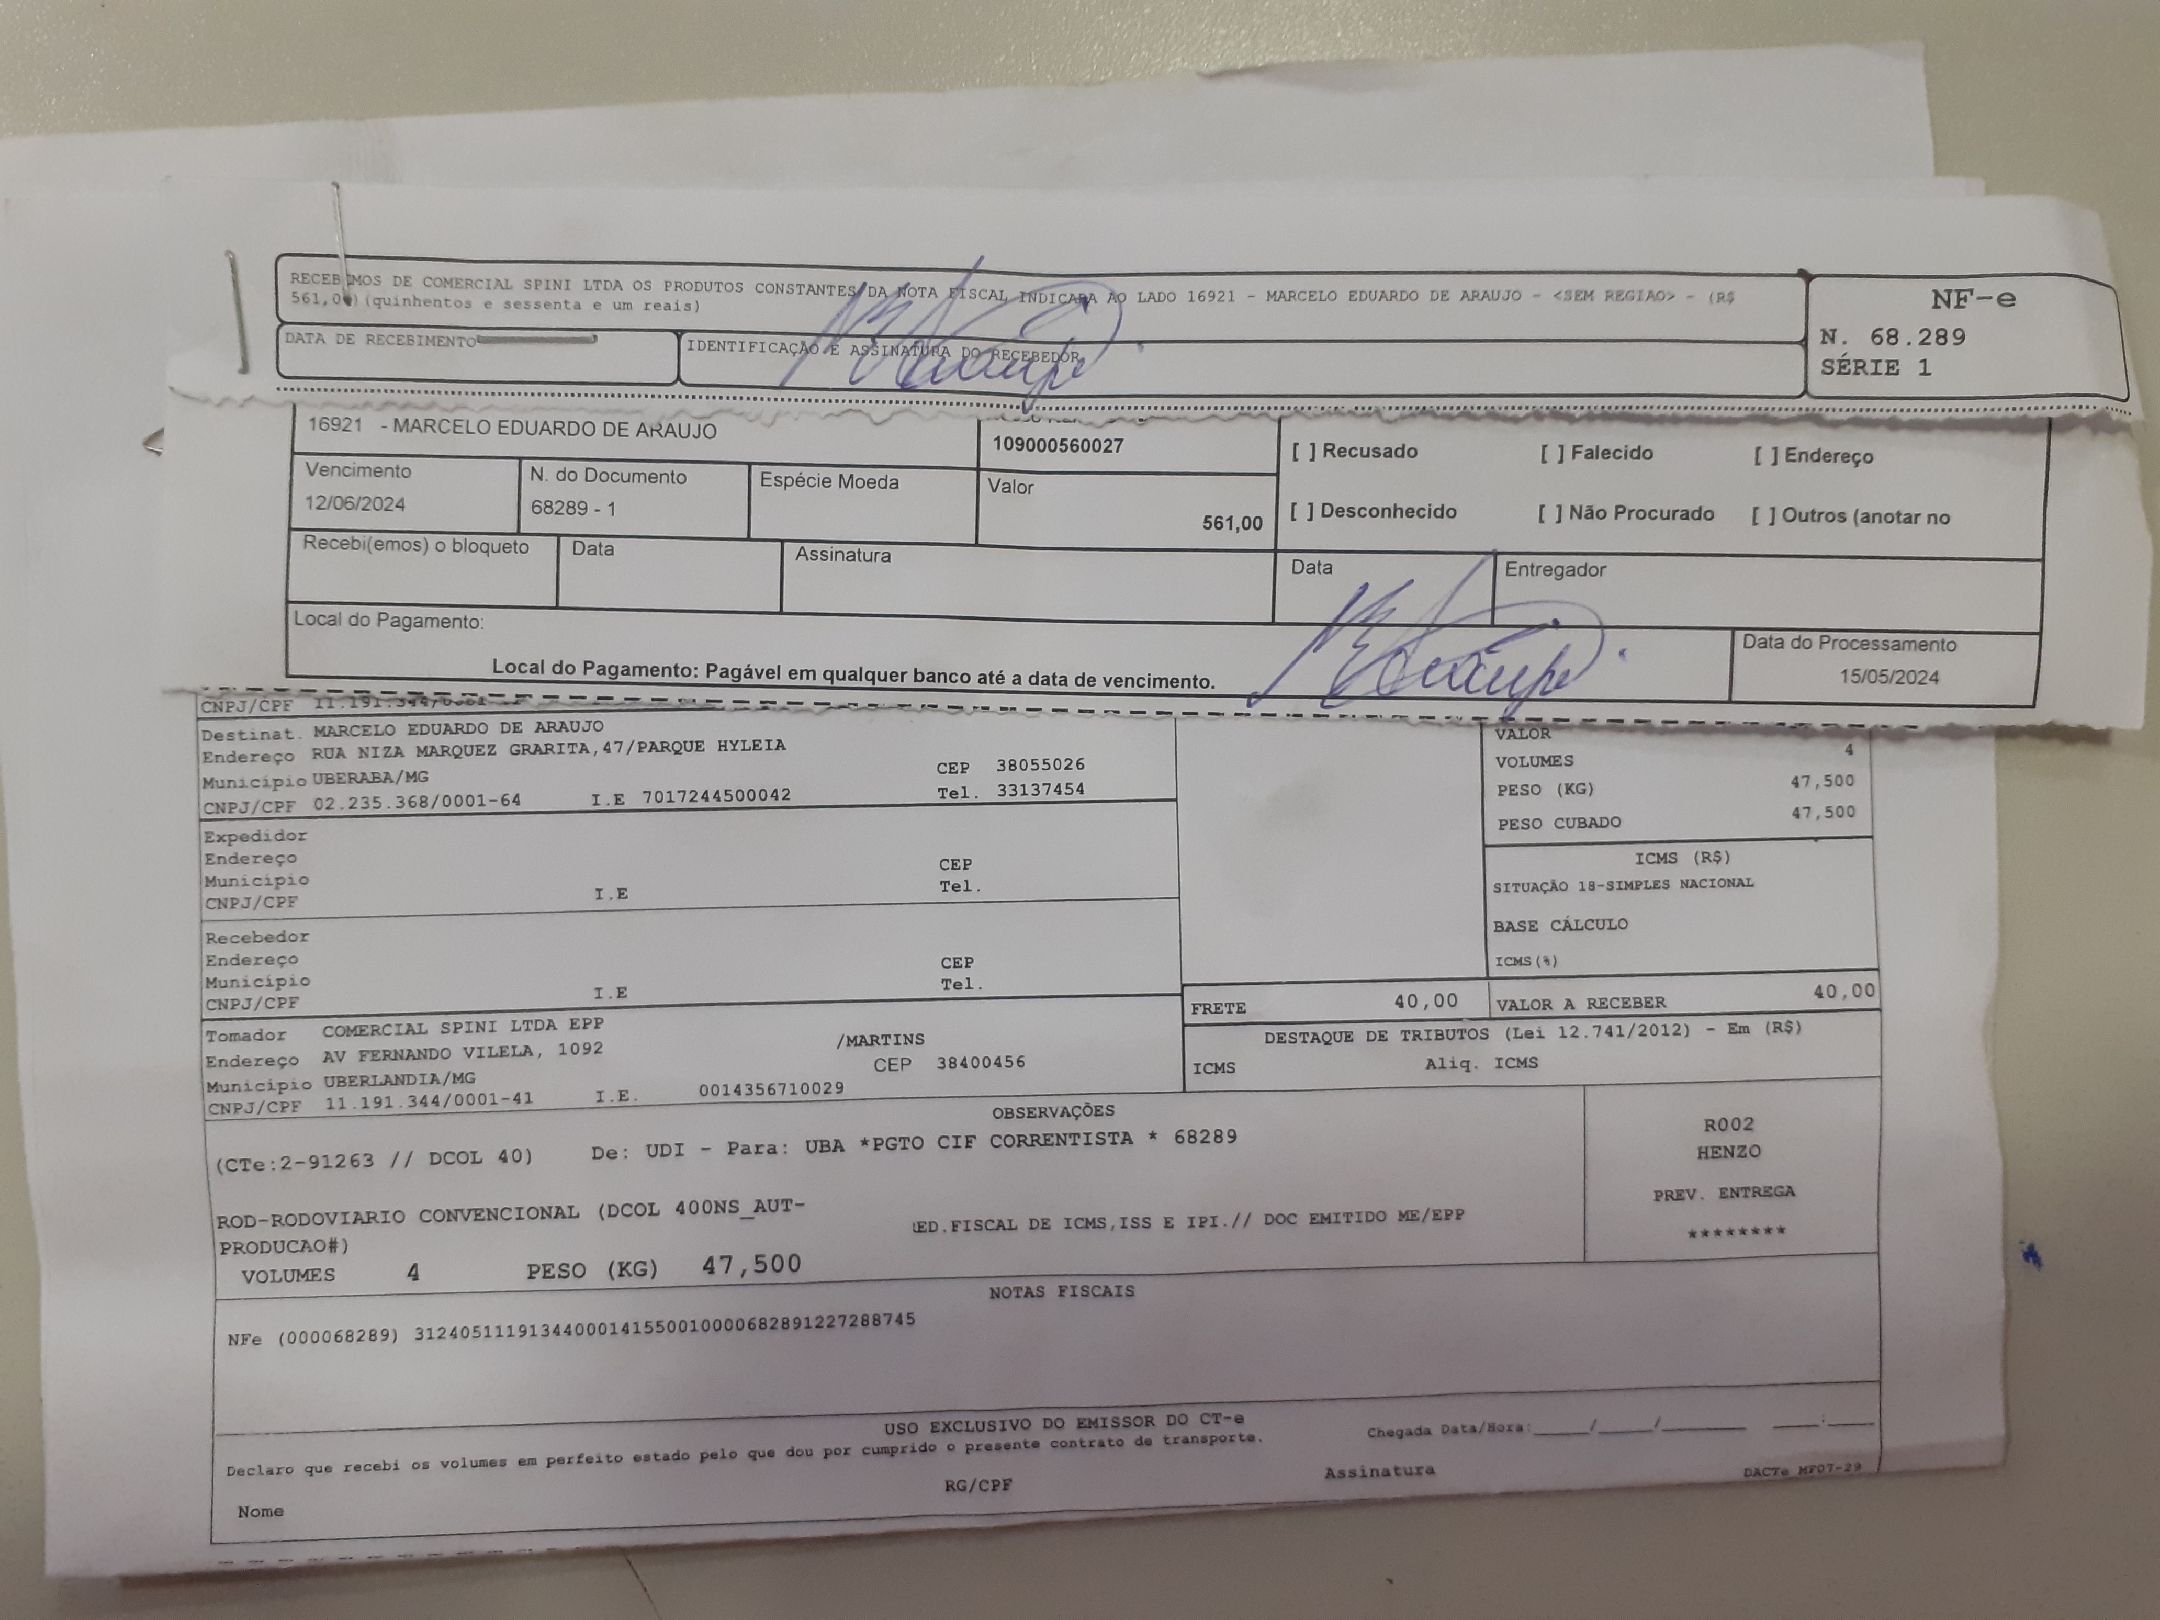 RECEBEMOS DE COMERCIAL SPINI LTDA OS PRODUTOS CONSTANTES DA NOTA FISCAL INDICADA AO LADO 16921 - MARCELO EDUARDO DE ARAUJO - <SEM REGIAO> - (R$
561,00) (quinhentos e sessenta e um reais)
DATA DE RECEBIMENTO
IDENTIFICAÇÃO E ASSINATURA DO RECEBEDOR
NF-e
N. 68.289
SÉRIE 1
16921 - MARCELO EDUARDO DE ARAUJO
109000560027
[ ] Recusado [ ] Falecido [ ] Endereço
Vencimento N. do Documento Espécie Moeda Valor
12/06/2024 68289 - 1 561,00
[ ] Desconhecido [ ] Não Procurado [ ] Outros (anotar no
Recebi(emos) o bloqueto Data Assinatura Data Entregador
Local do Pagamento:
Local do Pagamento: Pagável em qualquer banco até a data de vencimento.
Data do Processamento
15/05/2024
CNPJ/CPF
Destinat. MARCELO EDUARDO DE ARAUJO
Endereço RUA NIZA MARQUEZ GRARITA,47/PARQUE HYLEIA
Município UBERABA/MG CEP 38055026
CNPJ/CPF 02.235.368/0001-64 I.E 7017244500042 Tel. 33137454
VALOR
VOLUMES 4
PESO (KG) 47,500
PESO CUBADO 47,500
Expedidor
Endereço
Município CEP
CNPJ/CPF I.E Tel.
ICMS (R$)
SITUAÇÃO 18-SIMPLES NACIONAL
BASE CÁLCULO
ICMS(%)
Recebedor
Endereço
Município CEP
CNPJ/CPF I.E Tel.
FRETE 40,00 VALOR A RECEBER 40,00
Tomador COMERCIAL SPINI LTDA EPP
Endereço AV FERNANDO VILELA, 1092 /MARTINS
Município UBERLANDIA/MG CEP 38400456
CNPJ/CPF 11.191.344/0001-41 I.E. 0014356710029
DESTAQUE DE TRIBUTOS (Lei 12.741/2012) - Em (R$)
ICMS Aliq. ICMS
OBSERVAÇÕES
(CTe:2-91263 // DCOL 40) De: UDI - Para: UBA *PGTO CIF CORRENTISTA * 68289
ROD-RODOVIARIO CONVENCIONAL (DCOL 400NS_AUT-
PRODUCAO#)
ED.FISCAL DE ICMS,ISS E IPI.// DOC EMITIDO ME/EPP
VOLUMES 4 PESO (KG) 47,500
R002
HENZO
PREV. ENTREGA
********
NOTAS FISCAIS
NFe (000068289) 31240511191344000141550010000682891227288745
USO EXCLUSIVO DO EMISSOR DO CT-e
Declaro que recebi os volumes em perfeito estado pelo que dou por cumprido o presente contrato de transporte.
Chegada Data/Hora:_____/_____/________ ____:____
Nome RG/CPF Assinatura
DACTe MF07-29